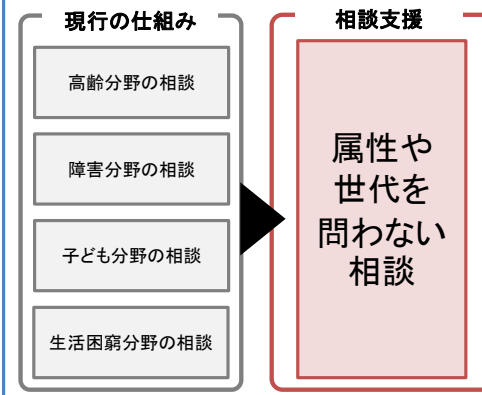 現行の仕組み
高齢分野の相談
障害分野の相談
子ども分野の相談
生活困窮分野の相談
相談支援
属性や
世代を
問わない
相談